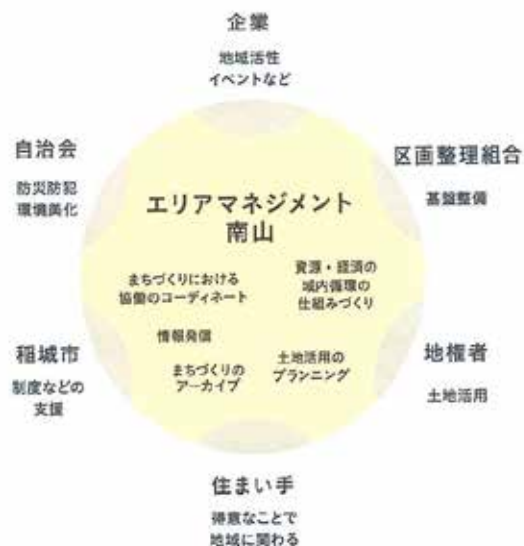 企業
地域活性
イベントなど
自治会
防災防犯
環境美化
区画整理組合
基盤整備
エリアマネジメント
南山
まちづくりにおける
協働のコーディネート
資源・経済の
域内循環の
仕組みづくり
情報発信
まちづくりの
アーカイブ
土地活用の
プランニング
稲城市
制度などの
支援
地権者
土地活用
住まい手
得意なことで
地域に関わる